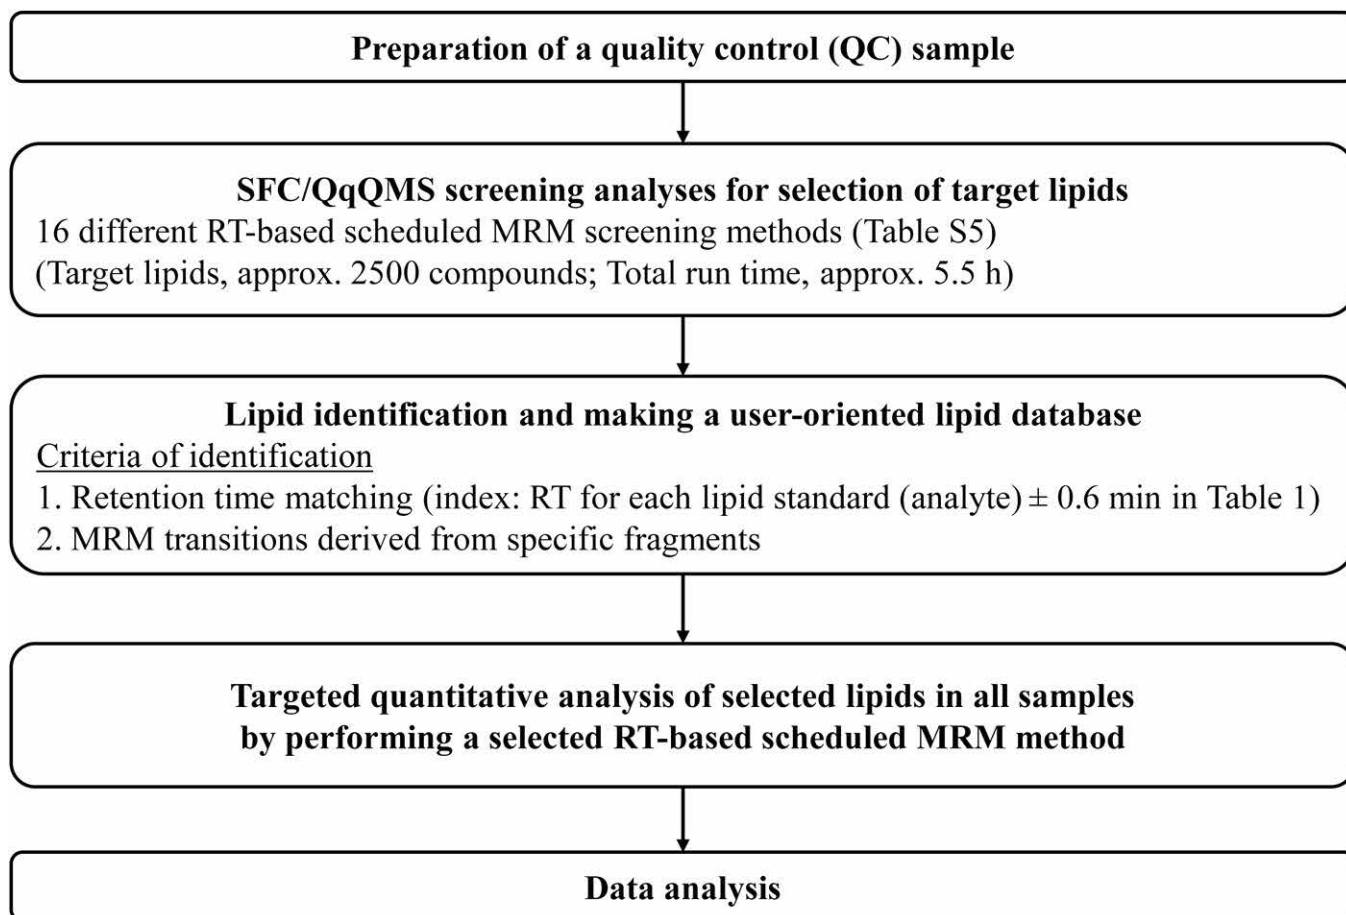 Preparation of a quality control (QC) sample
SFC/QqQMS screening analyses for selection of target lipids
16 different RT-based scheduled MRM screening methods (Table S5)
(Target lipids, approx. 2500 compounds; Total run time, approx. 5.5 h)
Lipid identification and making a user-oriented lipid database
Criteria of identification
1. Retention time matching (index: RT for each lipid standard (analyte) ± 0.6 min in Table 1)
2. MRM transitions derived from specific fragments
Targeted quantitative analysis of selected lipids in all samples
by performing a selected RT-based scheduled MRM method
Data analysis